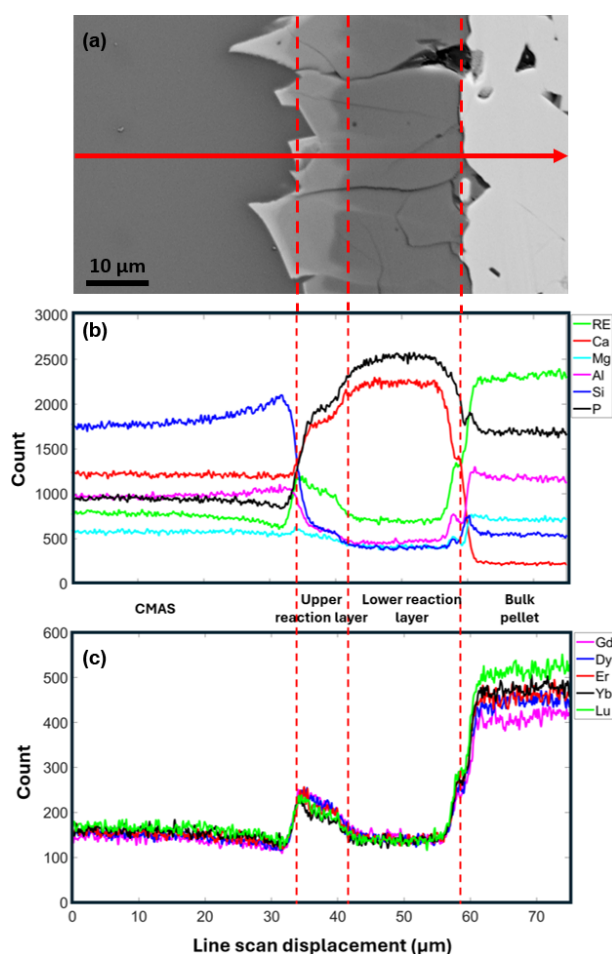 (a)
10 µm
(b)
3000
2500
2000
1500
1000
500
0
Count
RE
Ca
Mg
Al
Si
P
CMAS
Upper
reaction layer
Lower reaction
layer
Bulk
pellet
(c)
600
500
400
300
200
100
0
Count
Gd
Dy
Er
Yb
Lu
0 10 20 30 40 50 60 70
Line scan displacement (µm)